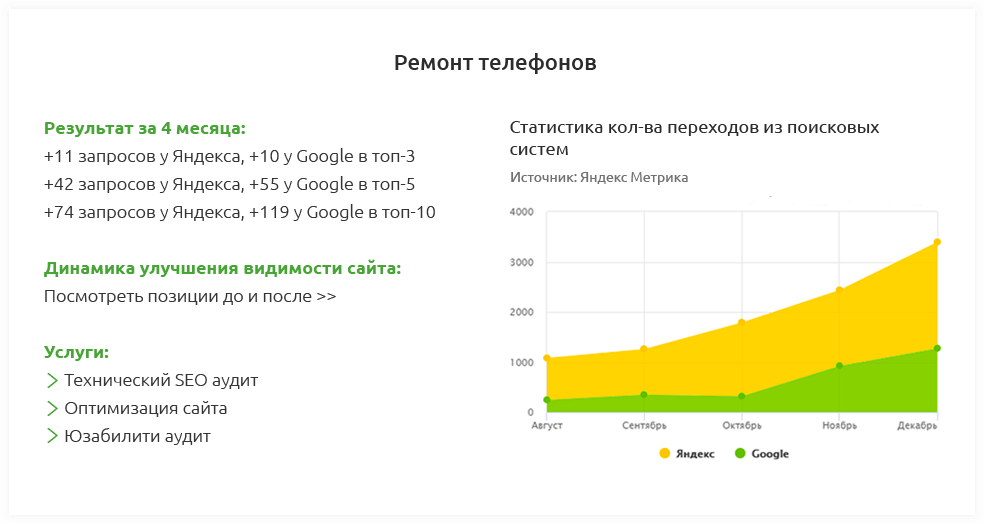 Ремонт телефонов
Результат за 4 месяца:
+11 запросов у Яндекса, +10 у Google в топ-3
+42 запросов у Яндекса, +55 у Google в топ-5
+74 запросов у Яндекса, +119 у Google в топ-10
Динамика улучшения видимости сайта:
Посмотреть позиции до и после >>
Услуги:
Технический SEO аудит
Оптимизация сайта
Юзабилити аудит
Статистика кол-ва переходов из поисковых
систем
Источник: Яндекс Метрика
4000
3000
2000
1000
0
Август Сентябрь Октябрь Ноябрь Декабрь
Яндекс Google